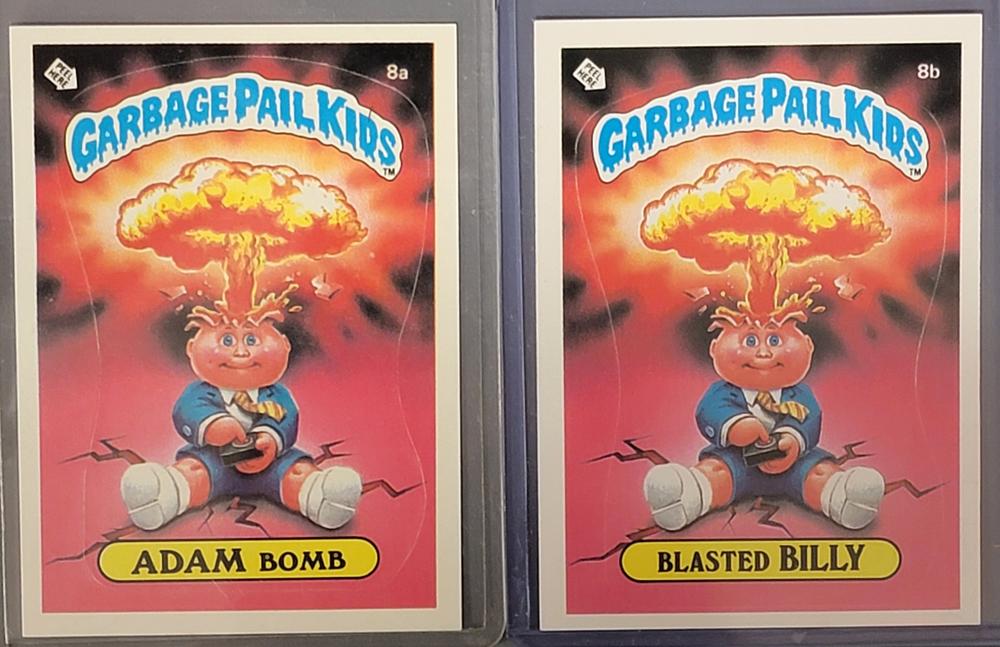 PEEL
HERE
8a
GARBAGE PAIL KIDS
TM
ADAM BOMB
PEEL
HERE
8b
GARBAGE PAIL KIDS
TM
BLASTED BILLY